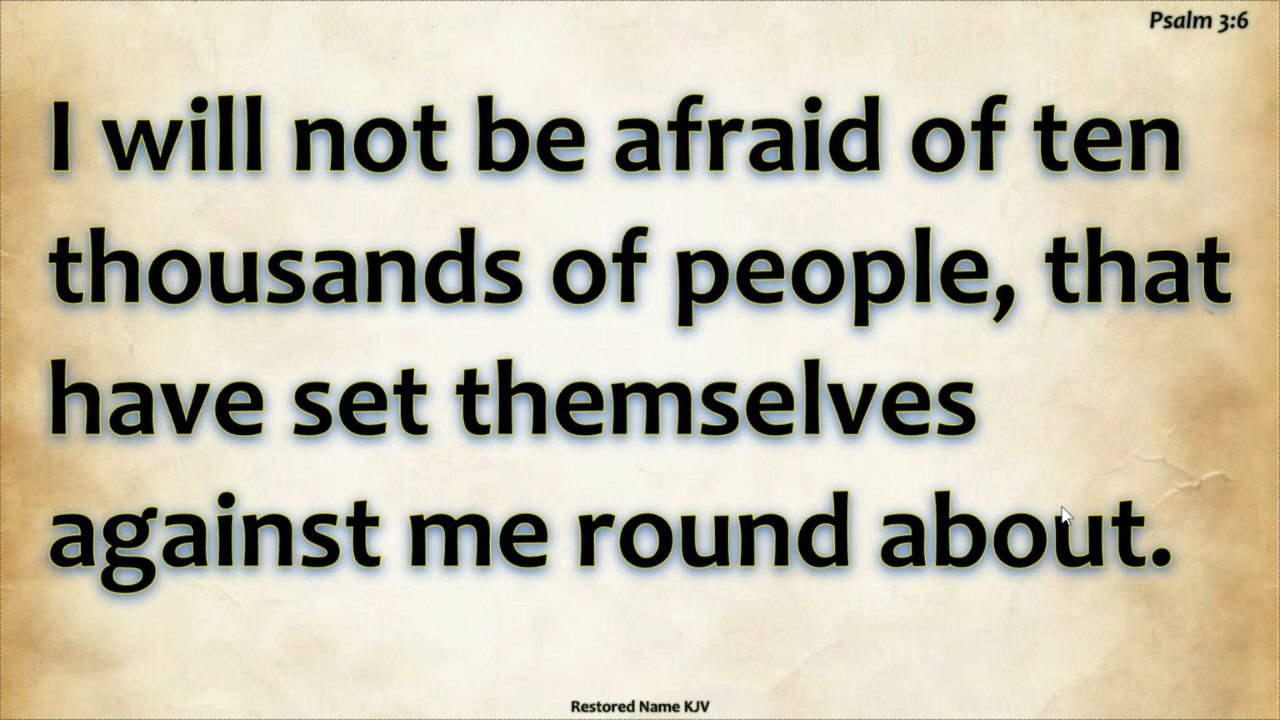 Psalm 3:6
I will not be afraid of ten
thousands of people, that
have set themselves
against me round about.
Restored Name KJV